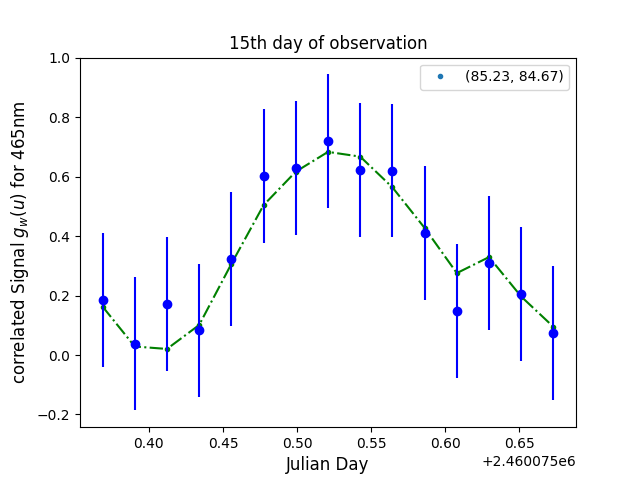 15th day of observation
(85.23, 84.67)
correlated Signal g_w(u) for 465nm
1.0
0.8
0.6
0.4
0.2
0.0
−0.2
0.40 0.45 0.50 0.55 0.60 0.65
+2.460075e6
Julian Day